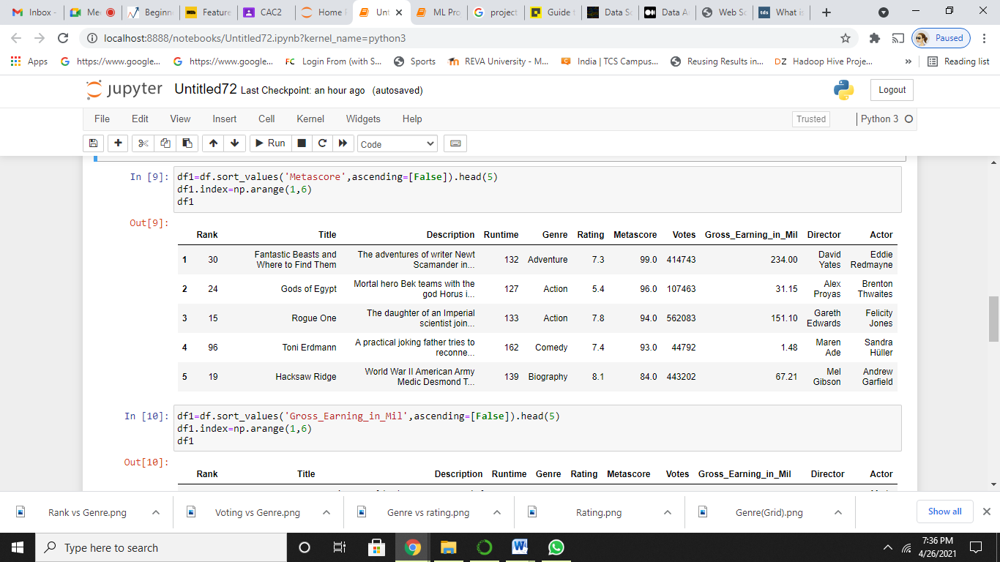 Inbox -
Mee
Beginn
Feature
CAC2
Home
Unt
ML Pro
project
Guide t
Data Sc
Data A
Web Sc
What is
localhost:8888/notebooks/Untitled72.ipynb?kernel_name=python3
Paused
Apps
https://www.google...
https://www.google...
FC Login From (with S...
Sports
REVA University - M...
India | TCS Campus...
Reusing Results in...
DZ Hadoop Hive Proje...
»
Reading list
jupyter Untitled72 Last Checkpoint: an hour ago (autosaved)
Logout
File Edit View Insert Cell Kernel Widgets Help
Trusted
Python 3
Run
Code
In [9]: df1=df.sort_values('Metascore',ascending=[False]).head(5)
df1.index=np.arange(1,6)
df1
Out[9]:
Rank Title Description Runtime Genre Rating Metascore Votes Gross_Earning_in_Mil Director Actor
1 30 Fantastic Beasts and Where to Find Them The adventures of writer Newt Scamander in... 132 Adventure 7.3 99.0 414743 234.00 David Yates Eddie Redmayne
2 24 Gods of Egypt Mortal hero Bek teams with the god Horus i... 127 Action 5.4 96.0 107463 31.15 Alex Proyas Brenton Thwaites
3 15 Rogue One The daughter of an Imperial scientist join... 133 Action 7.8 94.0 562083 151.10 Gareth Edwards Felicity Jones
4 96 Toni Erdmann A practical joking father tries to reconne... 162 Comedy 7.4 93.0 44792 1.48 Maren Ade Sandra Hüller
5 19 Hacksaw Ridge World War II American Army Medic Desmond T... 139 Biography 8.1 84.0 443202 67.21 Mel Gibson Andrew Garfield
In [10]: df1=df.sort_values('Gross_Earning_in_Mil',ascending=[False]).head(5)
df1.index=np.arange(1,6)
df1
Out[10]:
Rank Title Description Runtime Genre Rating Metascore Votes Gross_Earning_in_Mil Director Actor
Rank vs Genre.png
Voting vs Genre.png
Genre vs rating.png
Rating.png
Genre(Grid).png
Show all
Type here to search
7:36 PM
4/26/2021